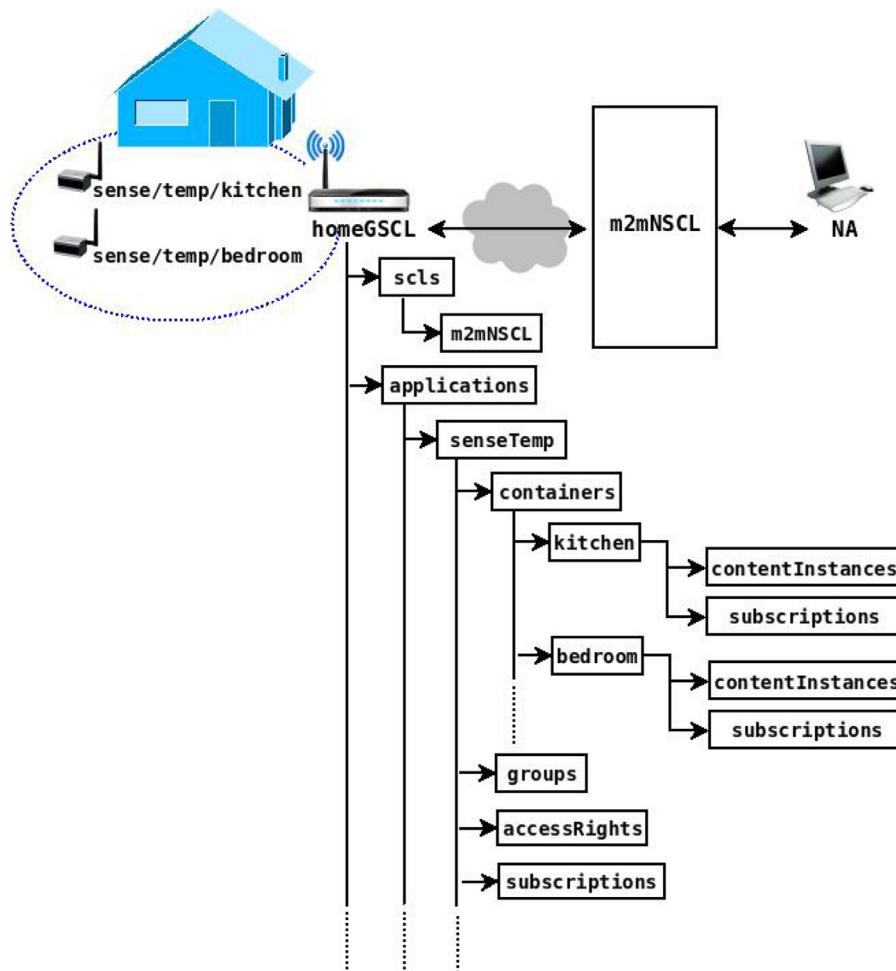 sense/temp/kitchen
sense/temp/bedroom
homeGSCL
m2mNSCL
NA
scls
m2mNSCL
applications
senseTemp
containers
kitchen
contentInstances
subscriptions
bedroom
contentInstances
subscriptions
groups
accessRights
subscriptions